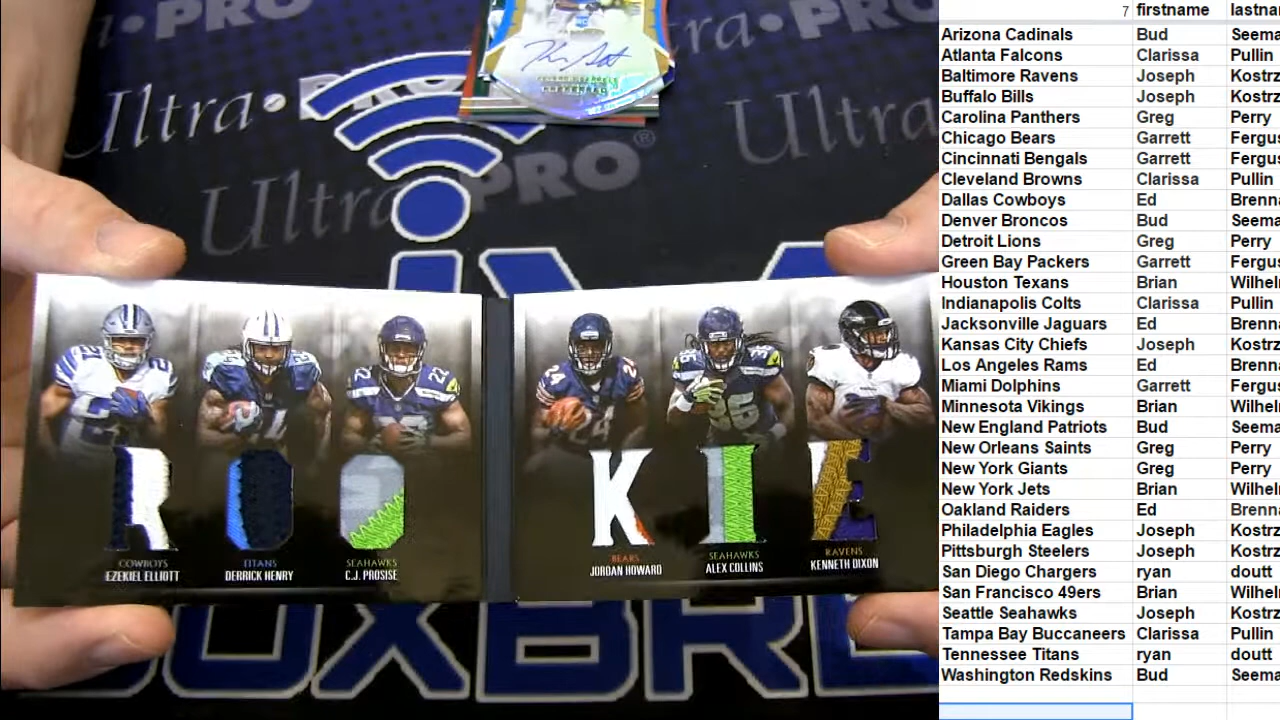 Ultra•PRO
Ultra•PRO®
Ultra
BOXBRE
R O O K I E
COWBOYS
EZEKIEL ELLIOTT
TITANS
DERRICK HENRY
SEAHAWKS
C.J. PROSISE
BEARS
JORDAN HOWARD
SEAHAWKS
ALEX COLLINS
RAVENS
KENNETH DIXON
7 firstname lastnam
Arizona Cadinals Bud Seema
Atlanta Falcons Clarissa Pullin
Baltimore Ravens Joseph Kostrz
Buffalo Bills Joseph Kostrz
Carolina Panthers Greg Perry
Chicago Bears Garrett Fergus
Cincinnati Bengals Garrett Fergus
Cleveland Browns Clarissa Pullin
Dallas Cowboys Ed Brenna
Denver Broncos Bud Seema
Detroit Lions Greg Perry
Green Bay Packers Garrett Fergus
Houston Texans Brian Wilhelm
Indianapolis Colts Clarissa Pullin
Jacksonville Jaguars Ed Brenna
Kansas City Chiefs Joseph Kostrz
Los Angeles Rams Ed Brenna
Miami Dolphins Garrett Fergus
Minnesota Vikings Brian Wilhelm
New England Patriots Bud Seema
New Orleans Saints Greg Perry
New York Giants Greg Perry
New York Jets Brian Wilhelm
Oakland Raiders Ed Brenna
Philadelphia Eagles Joseph Kostrz
Pittsburgh Steelers Joseph Kostrz
San Diego Chargers ryan doutt
San Francisco 49ers Brian Wilhelm
Seattle Seahawks Joseph Kostrz
Tampa Bay Buccaneers Clarissa Pullin
Tennessee Titans ryan doutt
Washington Redskins Bud Seema